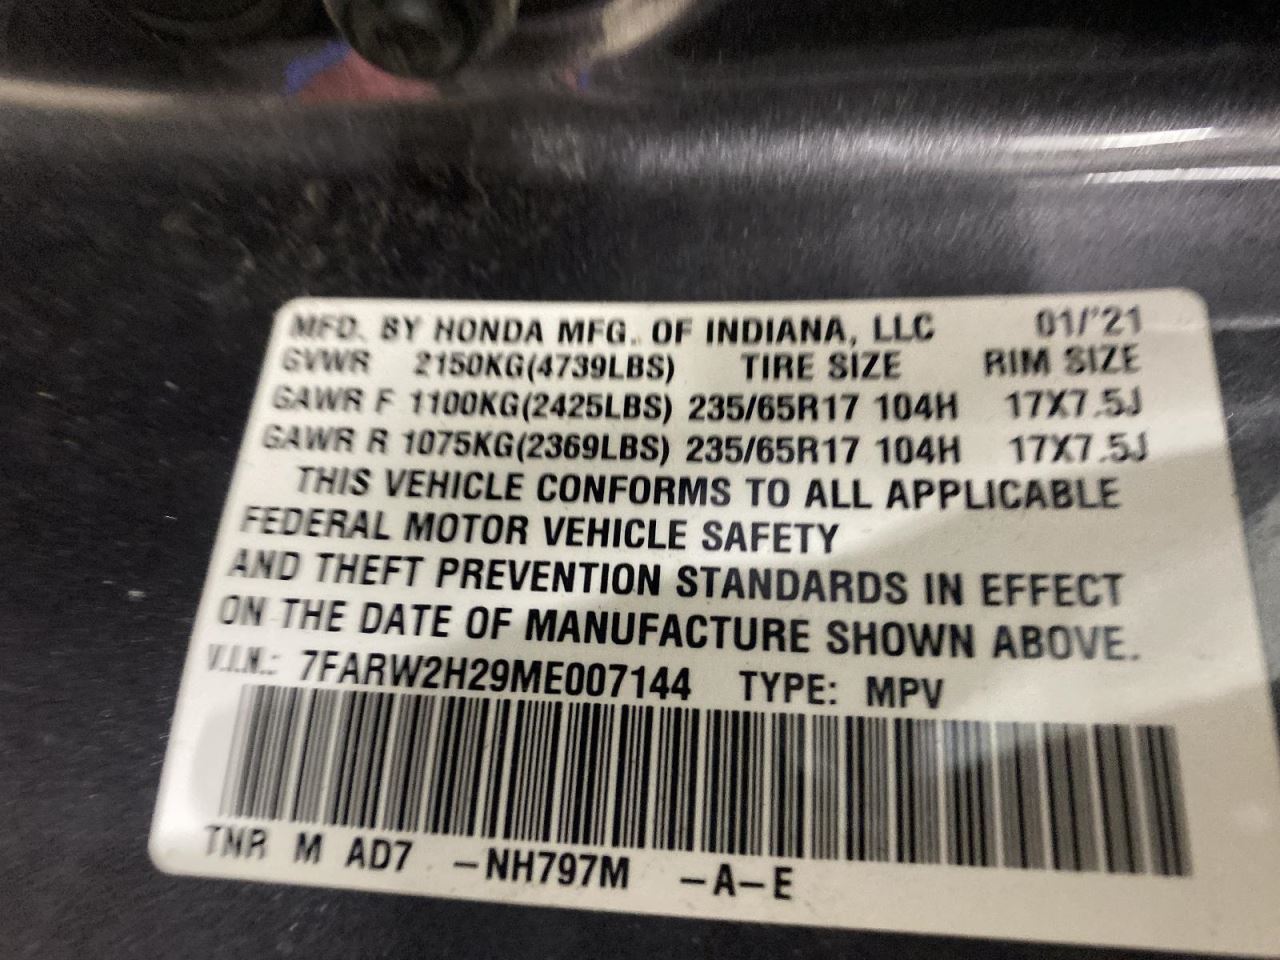 MFD. BY HONDA MFG. OF INDIANA, LLC 01/'21
GVWR 2150KG(4739LBS) TIRE SIZE RIM SIZE
GAWR F 1100KG(2425LBS) 235/65R17 104H 17X7.5J
GAWR R 1075KG(2369LBS) 235/65R17 104H 17X7.5J
THIS VEHICLE CONFORMS TO ALL APPLICABLE
FEDERAL MOTOR VEHICLE SAFETY
AND THEFT PREVENTION STANDARDS IN EFFECT
ON THE DATE OF MANUFACTURE SHOWN ABOVE.
V.I.N.: 7FARW2H29ME007144 TYPE: MPV
TNR M AD7 -NH797M -A-E